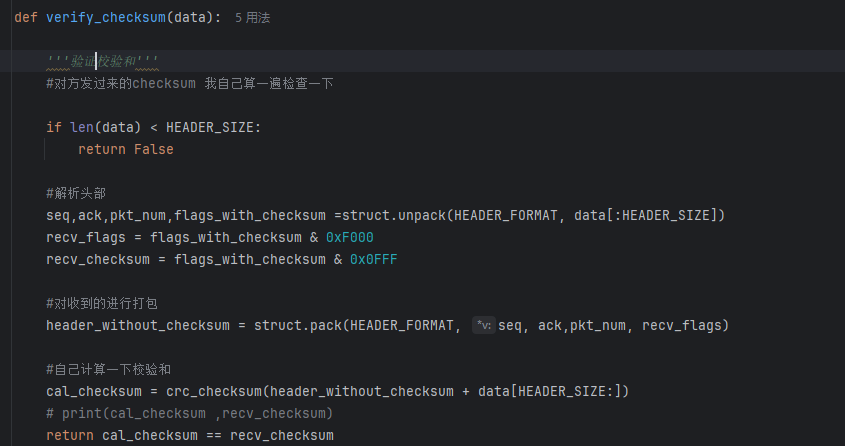 def verify_checksum(data): 5 用法
'''验证校验和'''
#对方发过来的checksum 我自己算一遍检查一下
if len(data) < HEADER_SIZE:
return False
#解析头部
seq,ack,pkt_num,flags_with_checksum =struct.unpack(HEADER_FORMAT, data[:HEADER_SIZE])
recv_flags = flags_with_checksum & 0xF000
recv_checksum = flags_with_checksum & 0x0FFF
#对收到的进行打包
header_without_checksum = struct.pack(HEADER_FORMAT, *v: seq, ack,pkt_num, recv_flags)
#自己计算一下校验和
cal_checksum = crc_checksum(header_without_checksum + data[HEADER_SIZE:])
# print(cal_checksum ,recv_checksum)
return cal_checksum == recv_checksum